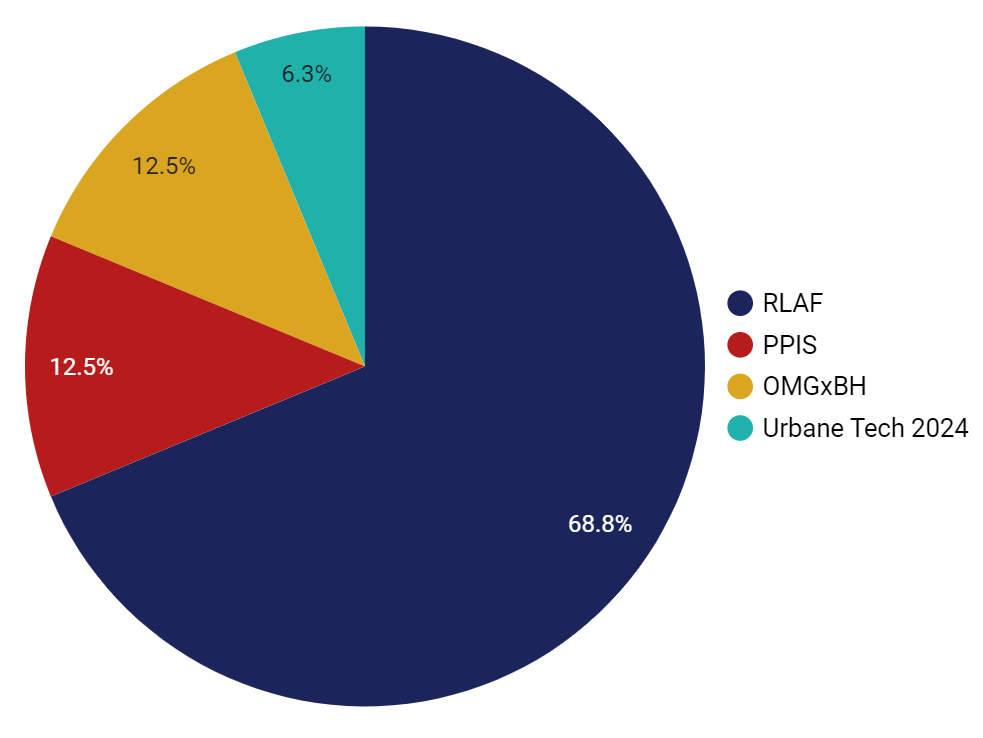 6.3%
12.5%
12.5%
68.8%
RLAF
PPIS
OMGxBH
Urbane Tech 2024